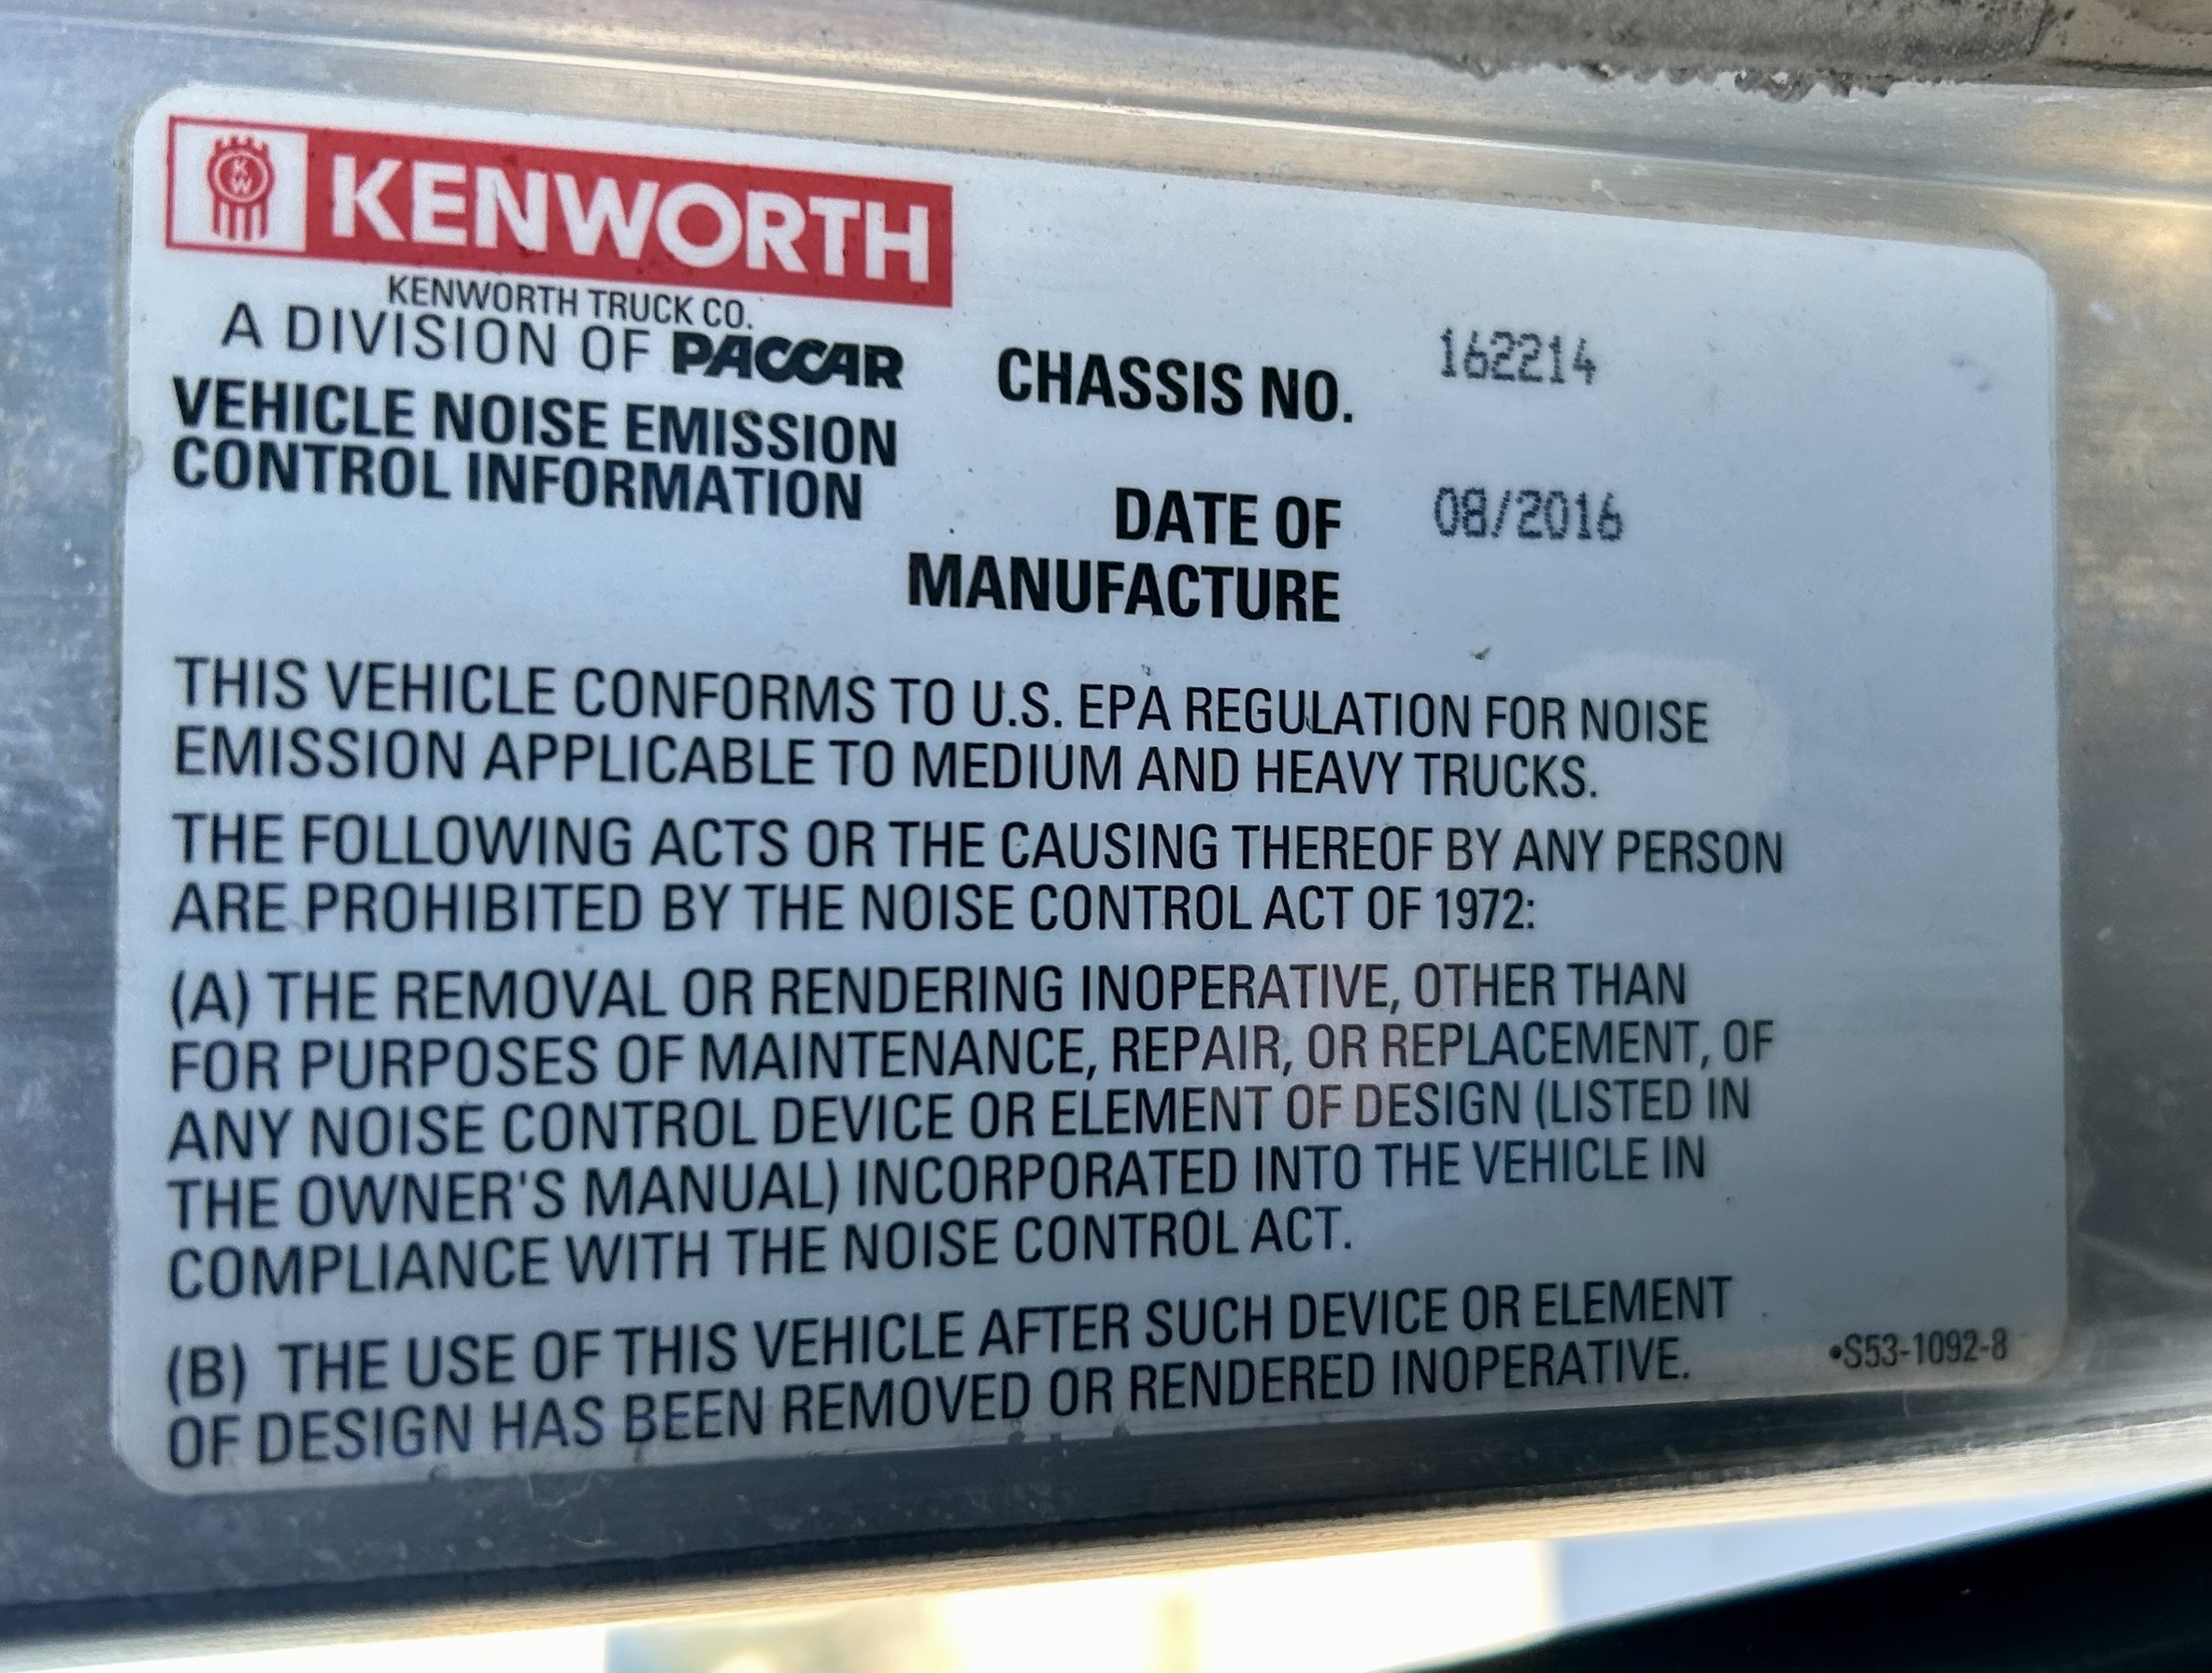 KW
KENWORTH
KENWORTH TRUCK CO.
A DIVISION OF PACCAR
VEHICLE NOISE EMISSION
CONTROL INFORMATION
CHASSIS NO. 162214
DATE OF 08/2016
MANUFACTURE
THIS VEHICLE CONFORMS TO U.S. EPA REGULATION FOR NOISE
EMISSION APPLICABLE TO MEDIUM AND HEAVY TRUCKS.
THE FOLLOWING ACTS OR THE CAUSING THEREOF BY ANY PERSON
ARE PROHIBITED BY THE NOISE CONTROL ACT OF 1972:
(A) THE REMOVAL OR RENDERING INOPERATIVE, OTHER THAN
FOR PURPOSES OF MAINTENANCE, REPAIR, OR REPLACEMENT, OF
ANY NOISE CONTROL DEVICE OR ELEMENT OF DESIGN (LISTED IN
THE OWNER'S MANUAL) INCORPORATED INTO THE VEHICLE IN
COMPLIANCE WITH THE NOISE CONTROL ACT.
(B) THE USE OF THIS VEHICLE AFTER SUCH DEVICE OR ELEMENT
OF DESIGN HAS BEEN REMOVED OR RENDERED INOPERATIVE.
•S53-1092-8